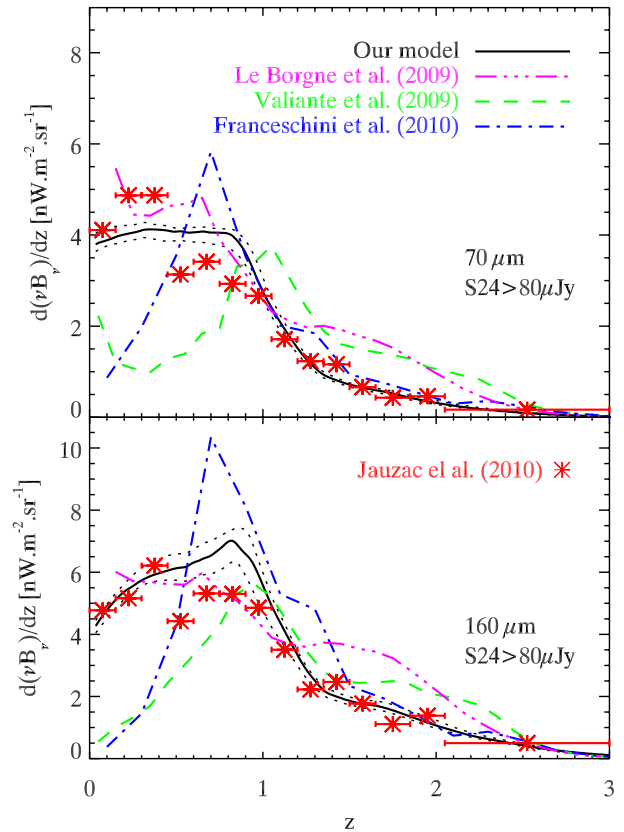 8
6
4
2
0
d(νBν)/dz [nW.m-2.sr-1]
Our model
Le Borgne et al. (2009)
Valiante et al. (2009)
Franceschini et al. (2010)
70 μm
S24>80μJy
10
8
6
4
2
0
d(νBν)/dz [nW.m-2.sr-1]
Jauzac el al. (2010)
160 μm
S24>80μJy
0
1
2
3
z